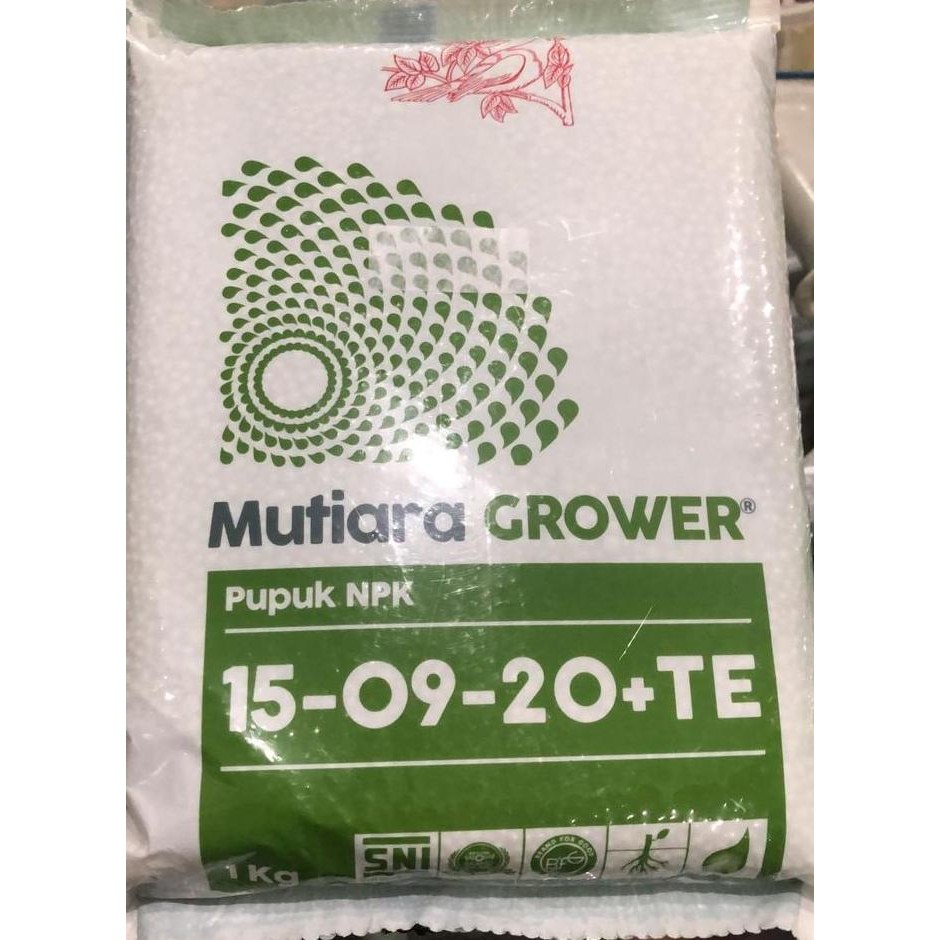 Mutiara GROWER®
Pupuk NPK
15-09-20+TE
1 Kg
SNI